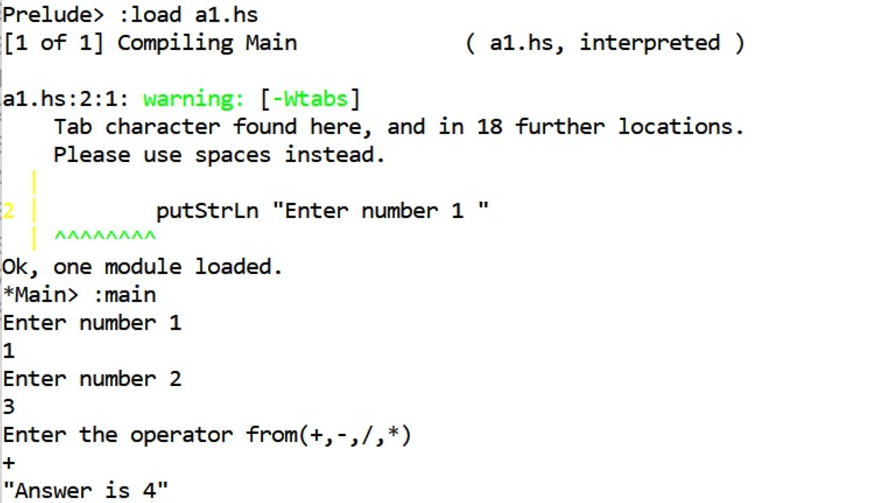 Prelude> :load a1.hs
[1 of 1] Compiling Main             ( a1.hs, interpreted )
a1.hs:2:1: warning: [-Wtabs]
    Tab character found here, and in 18 further locations.
    Please use spaces instead.
  |
2 |         putStrLn "Enter number 1 "
  | ^^^^^^^^
Ok, one module loaded.
*Main> :main
Enter number 1
1
Enter number 2
3
Enter the operator from(+,-,/,*)
+
"Answer is 4"